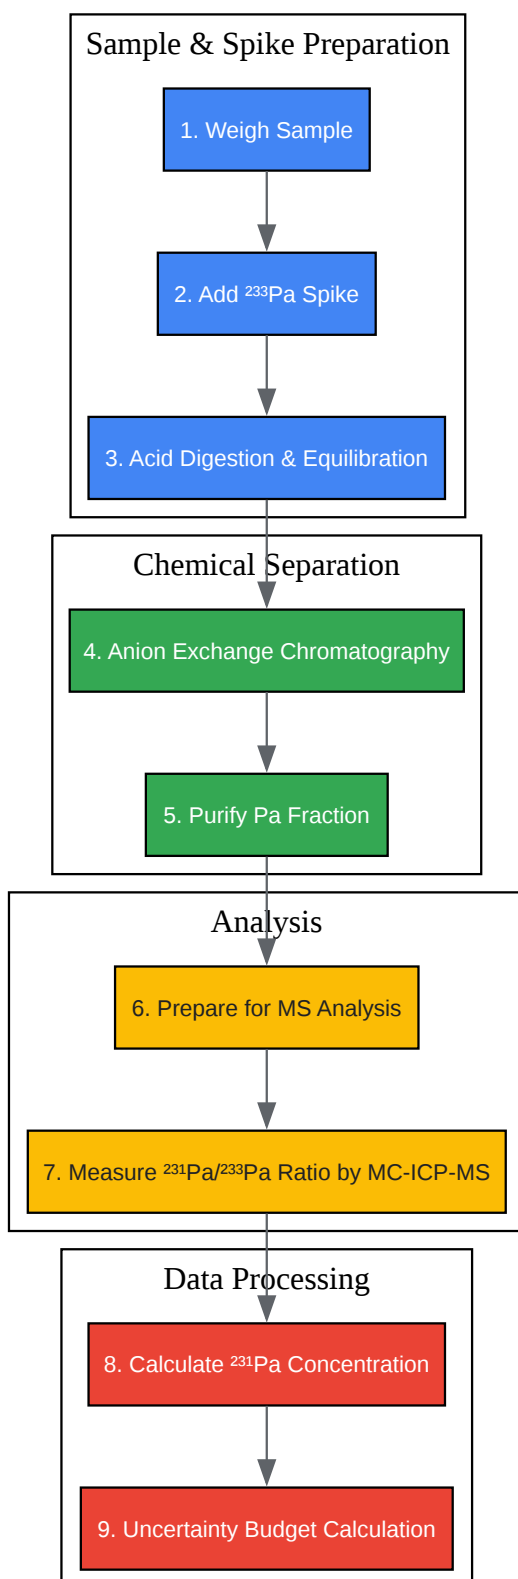 Sample & Spike Preparation
1. Weigh Sample
2. Add ²³³Pa Spike
3. Acid Digestion & Equilibration
Chemical Separation
4. Anion Exchange Chromatography
5. Purify Pa Fraction
Analysis
6. Prepare for MS Analysis
7. Measure ²³¹Pa/²³³Pa Ratio by MC-ICP-MS
Data Processing
8. Calculate ²³¹Pa Concentration
9. Uncertainty Budget Calculation